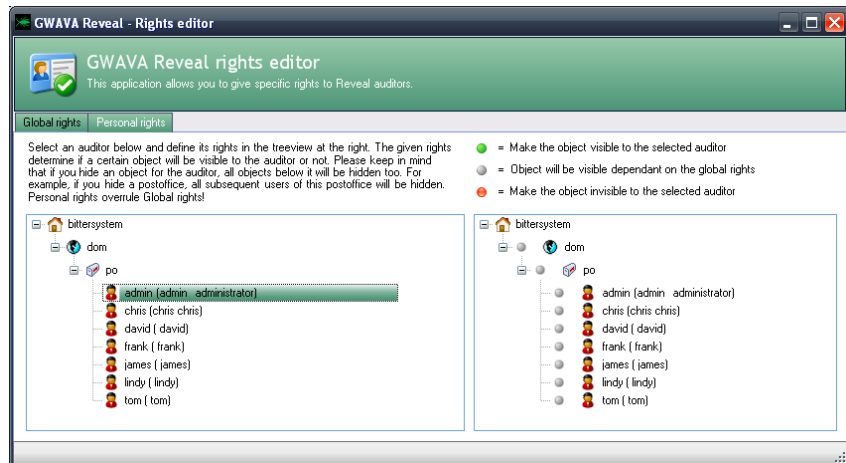 GWAVA Reveal - Rights editor
GWAVA Reveal rights editor
This application allows you to give specific rights to Reveal auditors.
Global rights Personal rights
Select an auditor below and define its rights in the treeview at the right. The given rights
determine if a certain object will be visible to the auditor or not. Please keep in mind
that if you hide an object for the auditor, all objects below it will be hidden too. For
example, if you hide a postoffice, all subsequent users of this postoffice will be hidden.
Personal rights overrule Global rights!
= Make the object visible to the selected auditor
= Object will be visible dependant on the global rights
= Make the object invisible to the selected auditor
bittersystem
dom
po
admin (admin administrator)
chris (chris chris)
david ( david)
frank ( frank)
james ( james)
lindy ( lindy)
tom ( tom)
bittersystem
dom
po
admin (admin administrator)
chris (chris chris)
david ( david)
frank ( frank)
james ( james)
lindy ( lindy)
tom ( tom)